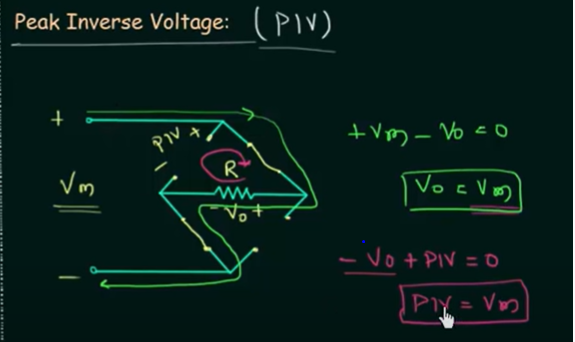 Peak Inverse Voltage: (PIV)
+
PIV +
-
R
Vm
- Vo +
-
+Vm - Vo = 0
Vo = Vm
- Vo + PIV = 0
PIV = Vm